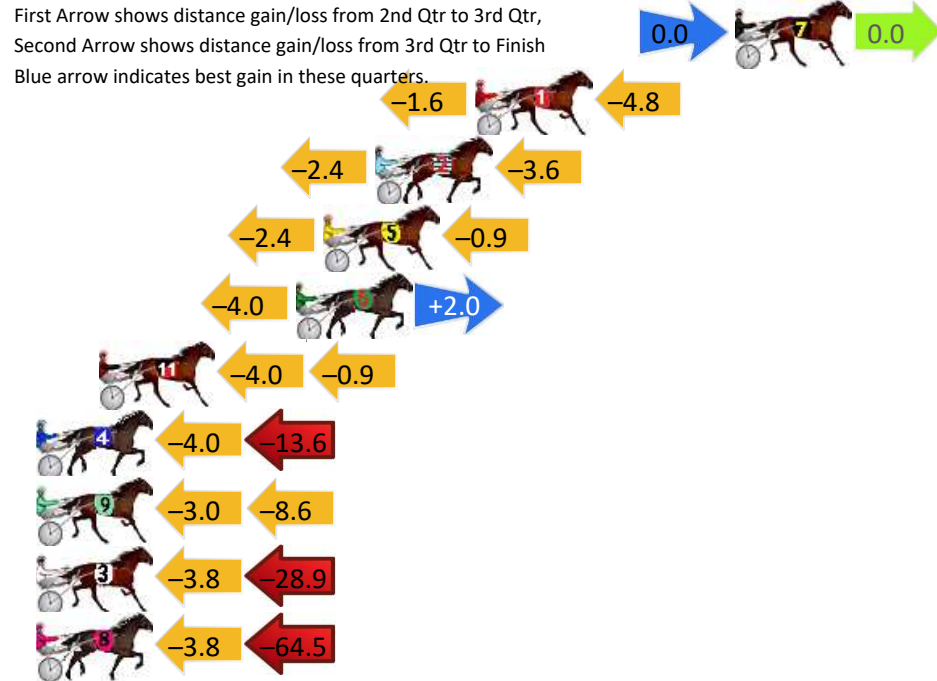 First Arrow shows distance gain/loss from 2nd Qtr to 3rd Qtr,
Second Arrow shows distance gain/loss from 3rd Qtr to Finish
Blue arrow indicates best gain in these quarters.
0.0 7 0.0
–1.6 1 –4.8
–2.4 2 –3.6
–2.4 5 –0.9
–4.0 +2.0
11 –4.0 –0.9
4 –4.0 –13.6
9 –3.0 –8.6
3 –3.8 –28.9
8 –3.8 –64.5